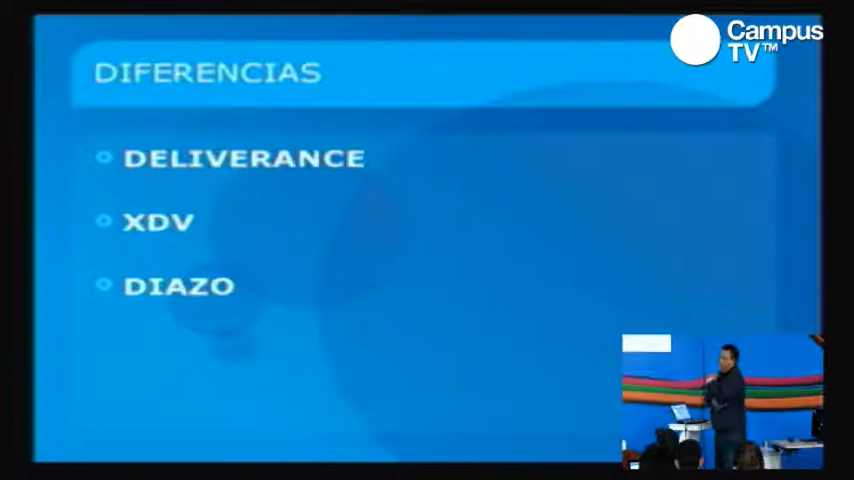 Campus
TV™
DIFERENCIAS
DELIVERANCE
XDV
DIAZO